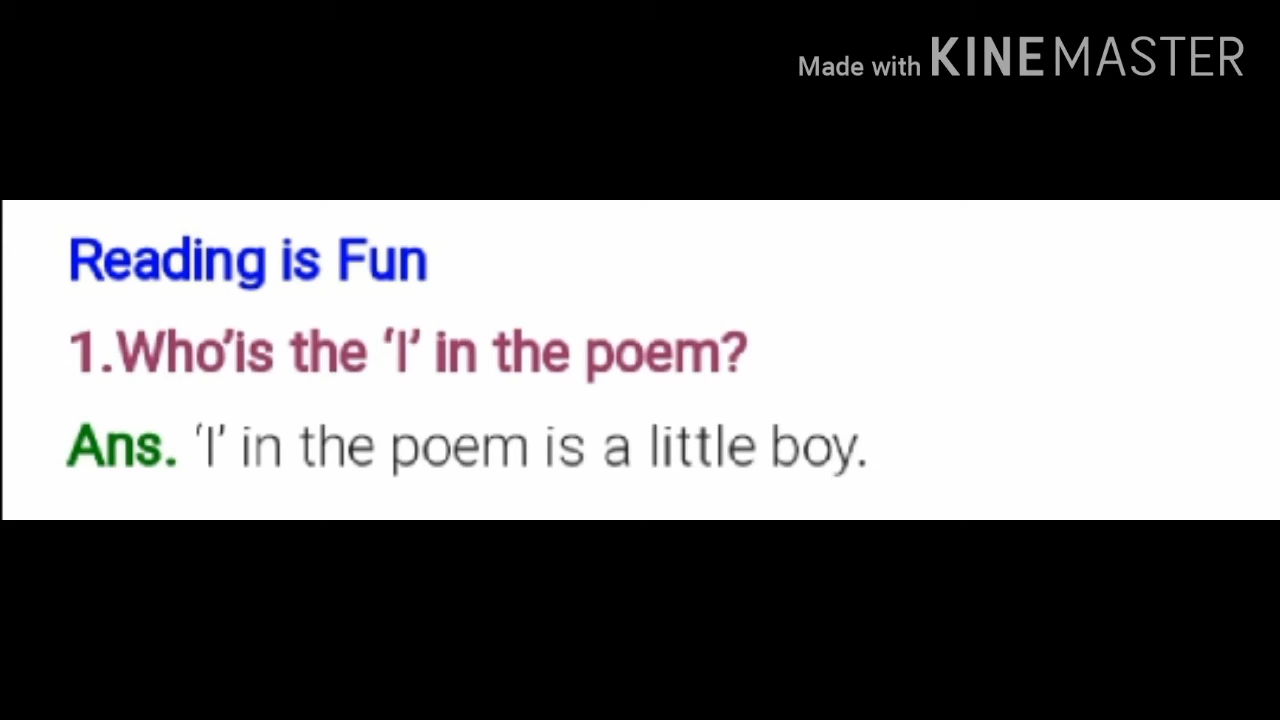 Made with KINEMASTER
Reading is Fun
1.Who'is the ‘I’ in the poem?
Ans. ‘I’ in the poem is a little boy.